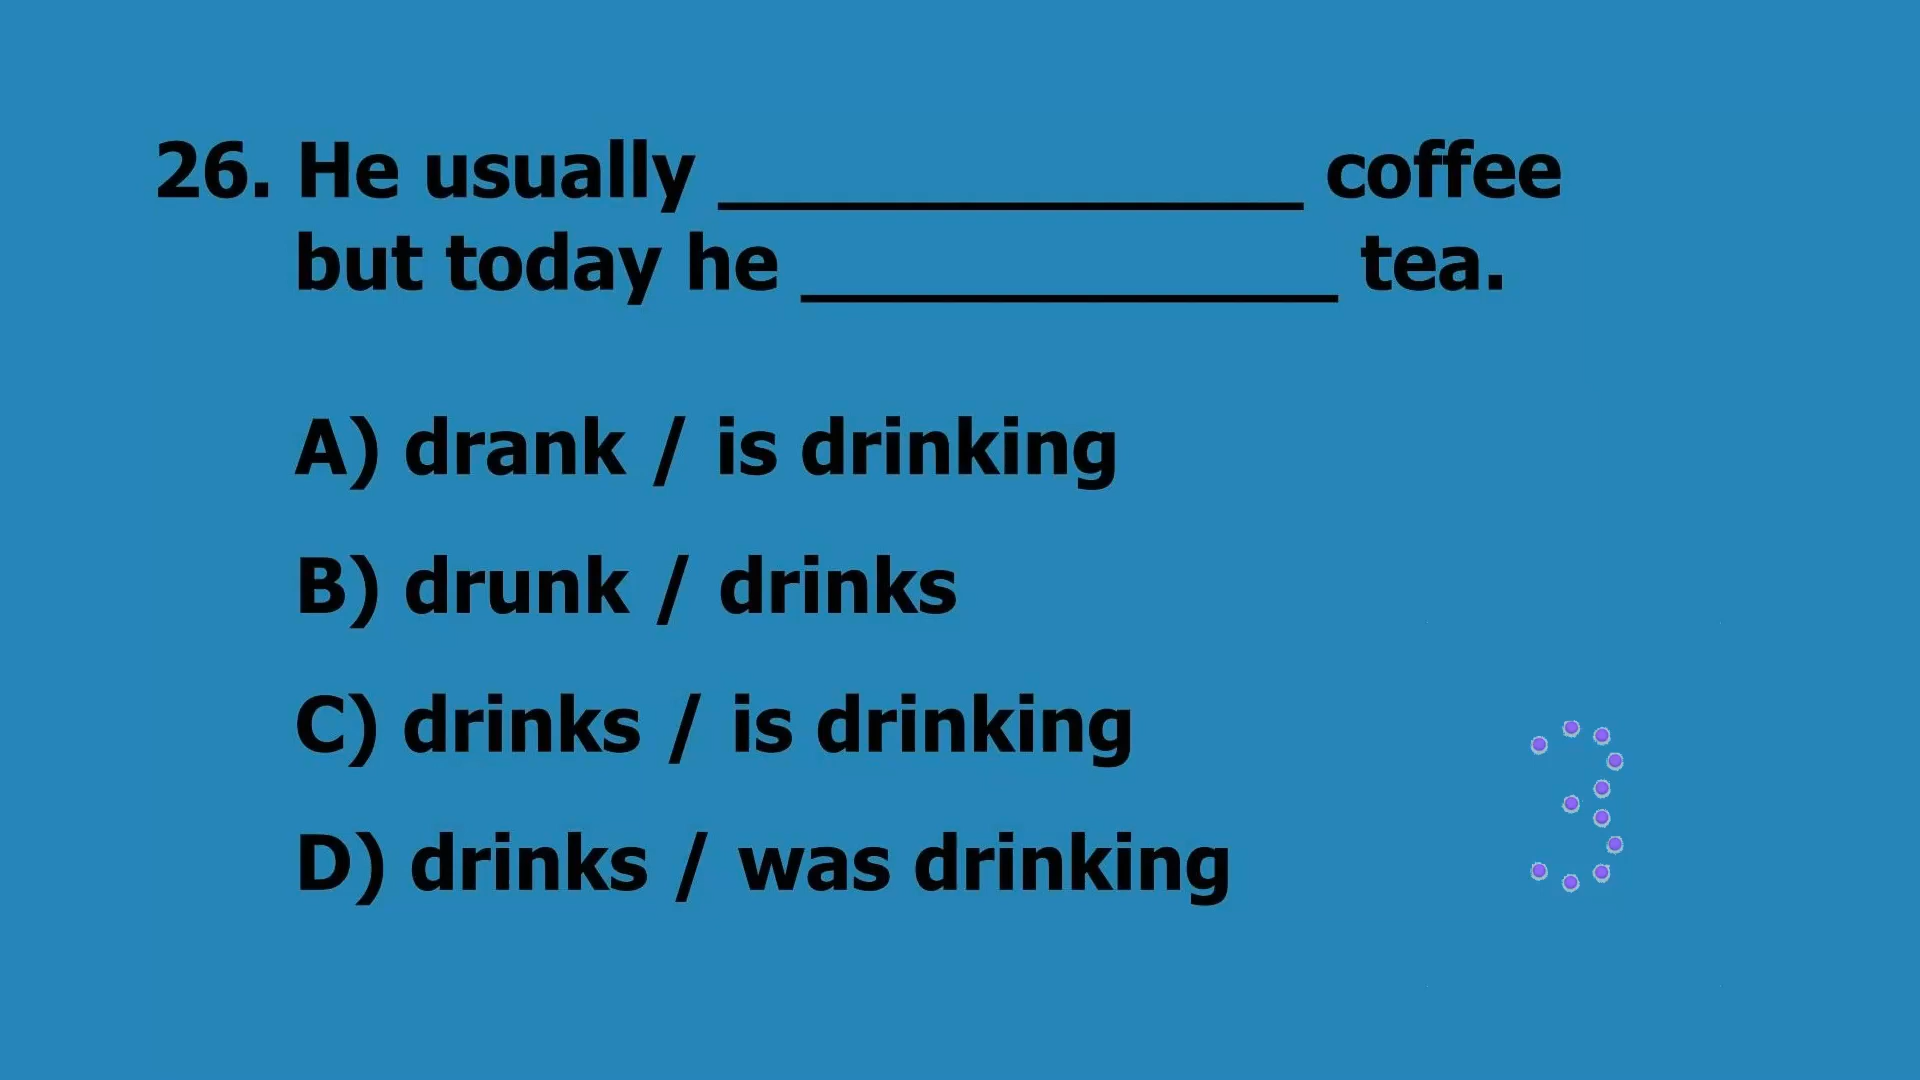 26. He usually ______________ coffee
but today he _____________ tea.
A) drank / is drinking
B) drunk / drinks
C) drinks / is drinking
D) drinks / was drinking
3